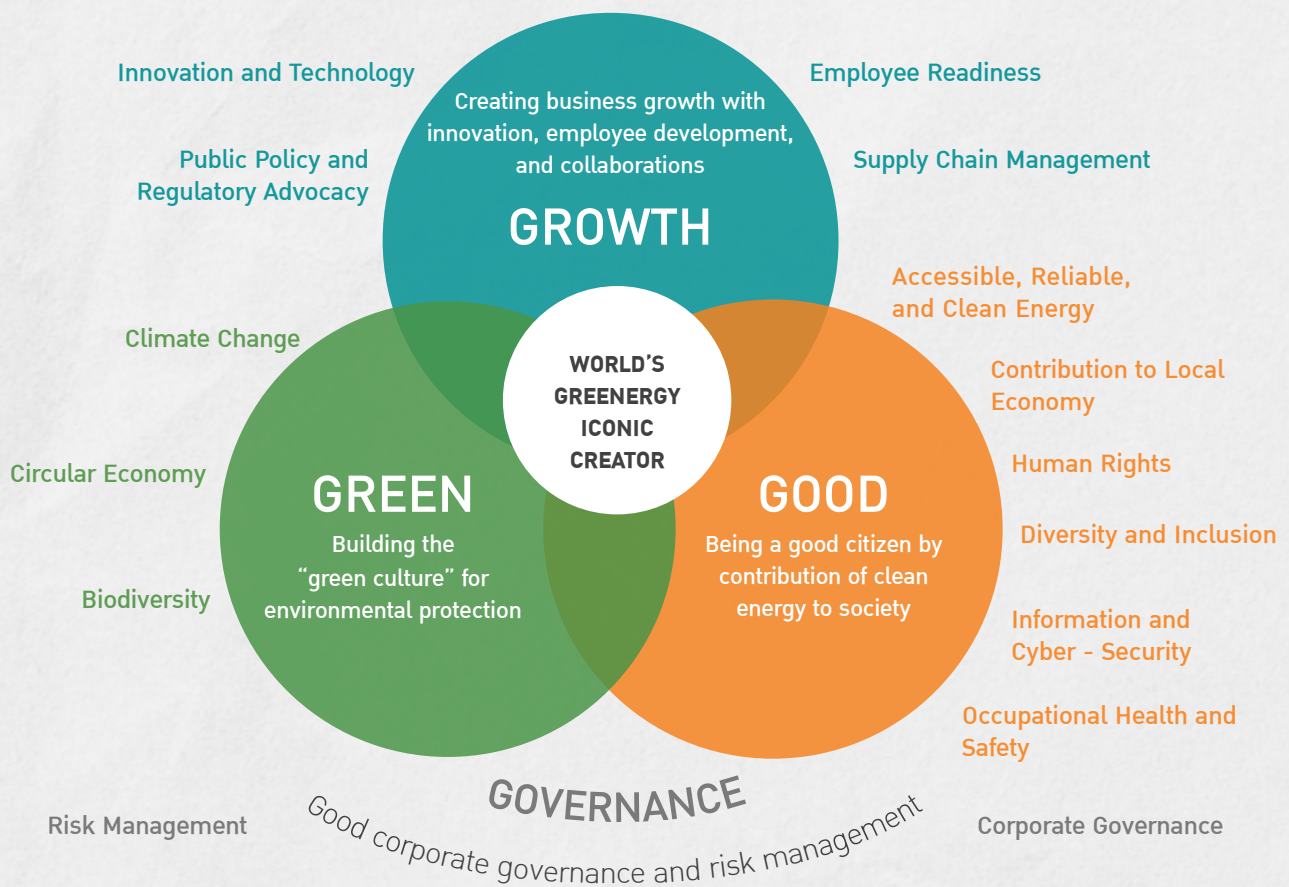 Innovation and Technology
Employee Readiness
Creating business growth with
innovation, employee development,
and collaborations
Public Policy and
Regulatory Advocacy
Supply Chain Management
GROWTH
Accessible, Reliable,
and Clean Energy
Climate Change
WORLD'S
GREENERGY
ICONIC
CREATOR
Contribution to Local
Economy
Circular Economy
GREEN
Building the
“green culture” for
environmental protection
GOOD
Being a good citizen by
contribution of clean
energy to society
Human Rights
Diversity and Inclusion
Biodiversity
Information and
Cyber - Security
Occupational Health and
Safety
GOVERNANCE
Good corporate governance and risk management
Risk Management
Corporate Governance